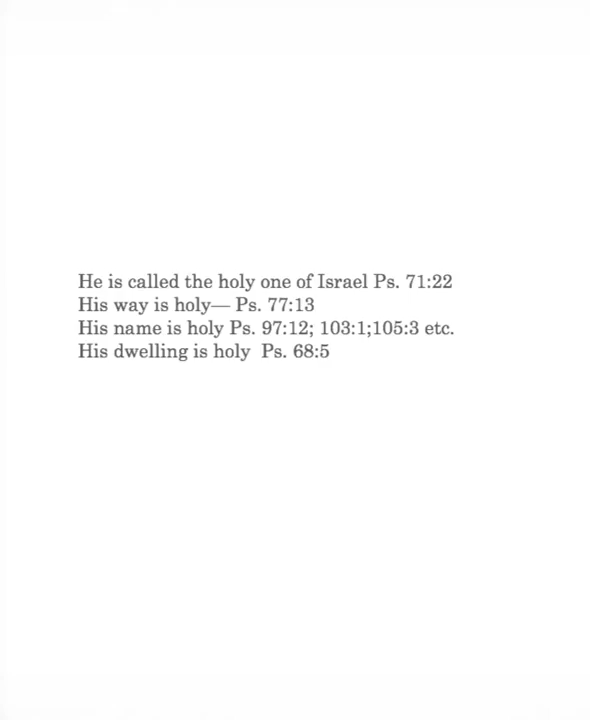 He is called the holy one of Israel Ps. 71:22
His way is holy— Ps. 77:13
His name is holy Ps. 97:12; 103:1;105:3 etc.
His dwelling is holy  Ps. 68:5